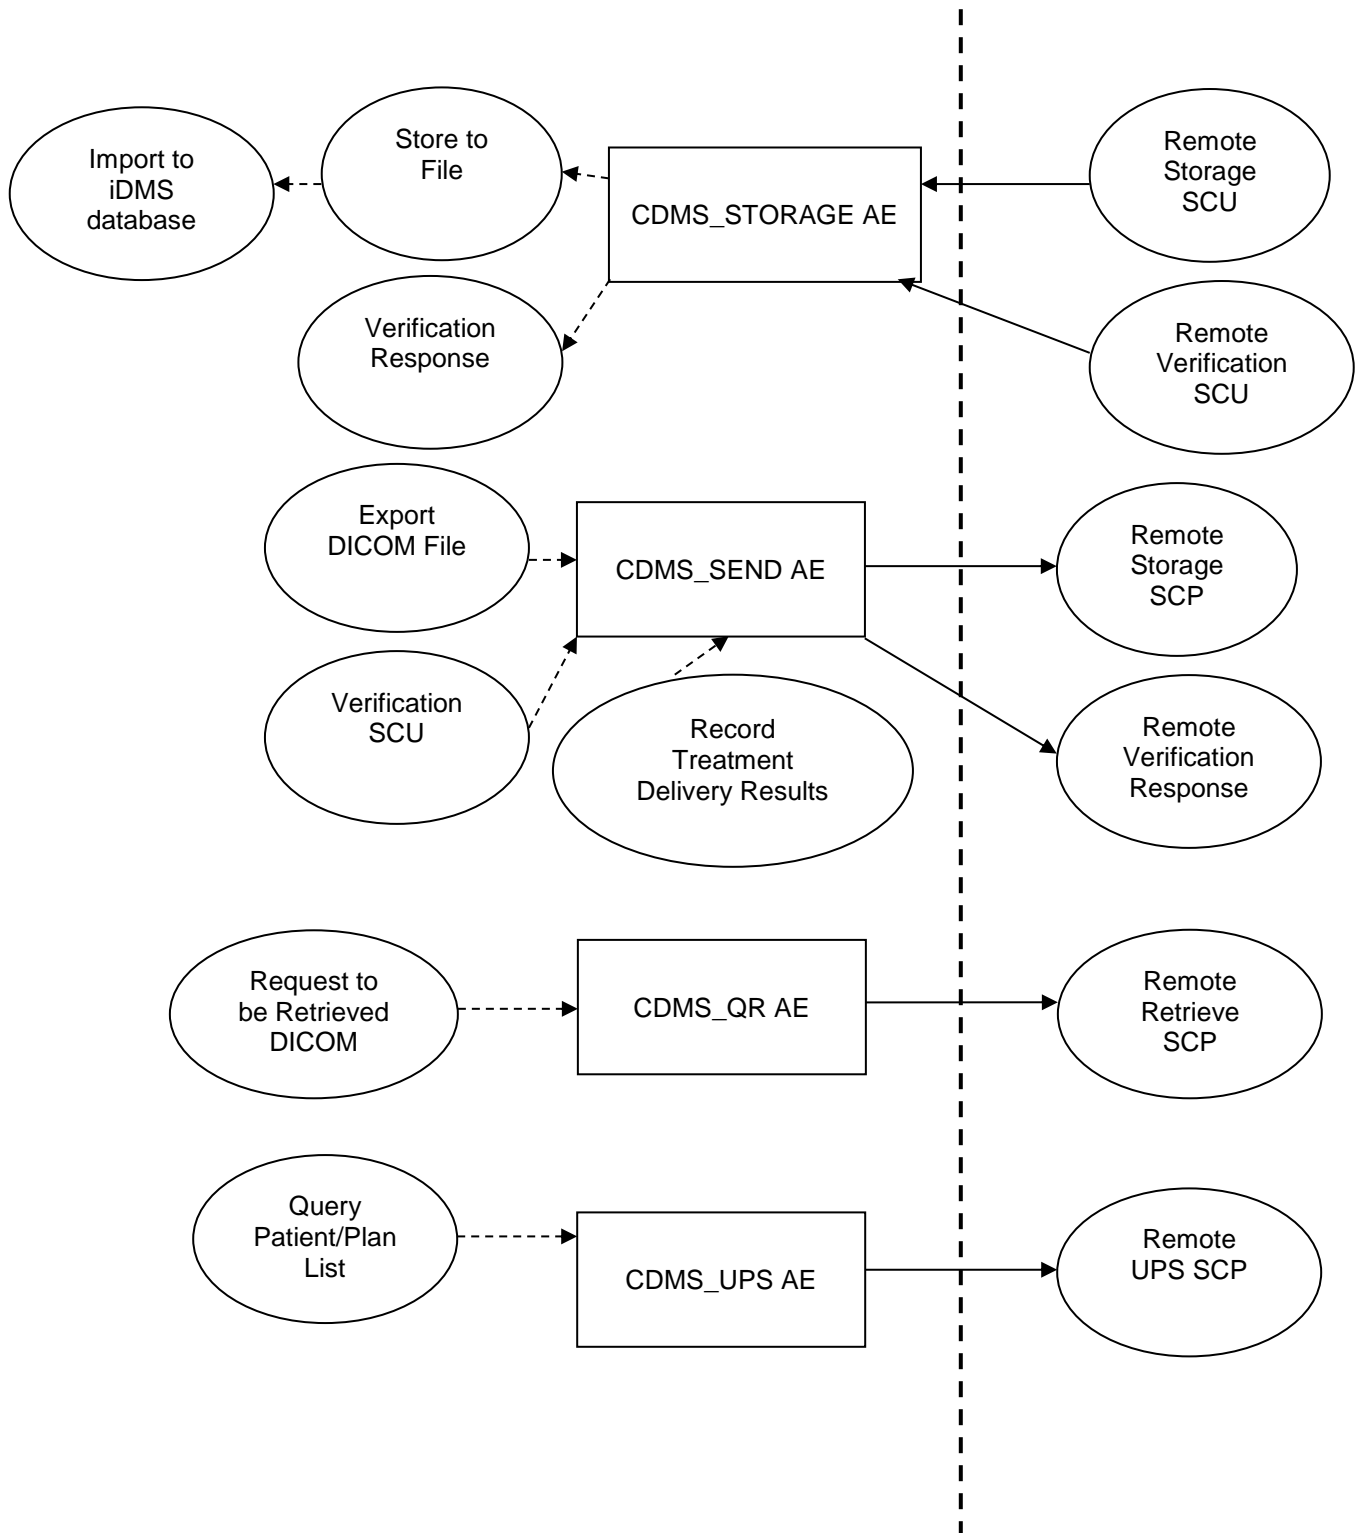 Import to
iDMS
database
Store to
File
CDMS_STORAGE AE
Remote
Storage
SCU
Verification
Response
Remote
Verification
SCU
Export
DICOM File
CDMS_SEND AE
Remote
Storage
SCP
Verification
SCU
Record
Treatment
Delivery Results
Remote
Verification
Response
Request to
be Retrieved
DICOM
CDMS_QR AE
Remote
Retrieve
SCP
Query
Patient/Plan
List
CDMS_UPS AE
Remote
UPS SCP